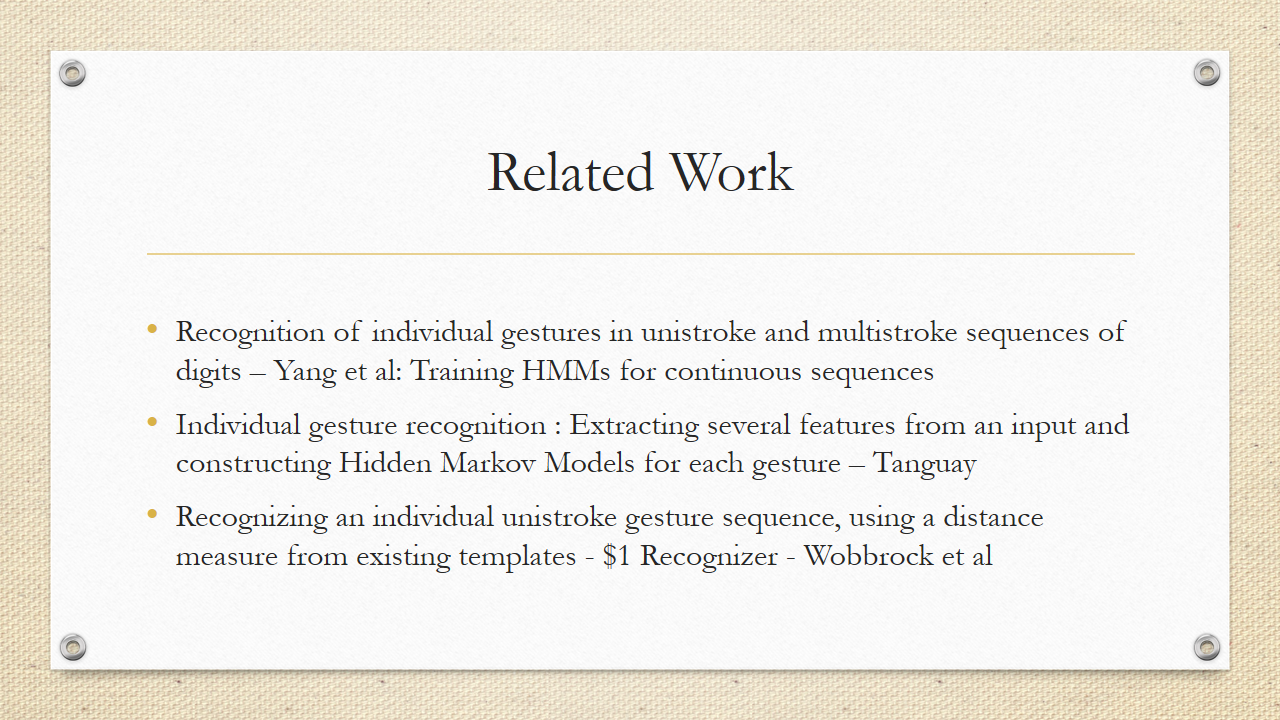 Related Work
• Recognition of individual gestures in unistroke and multistroke sequences of
digits – Yang et al: Training HMMs for continuous sequences
• Individual gesture recognition : Extracting several features from an input and
constructing Hidden Markov Models for each gesture – Tanguay
• Recognizing an individual unistroke gesture sequence, using a distance
measure from existing templates - $1 Recognizer - Wobbrock et al